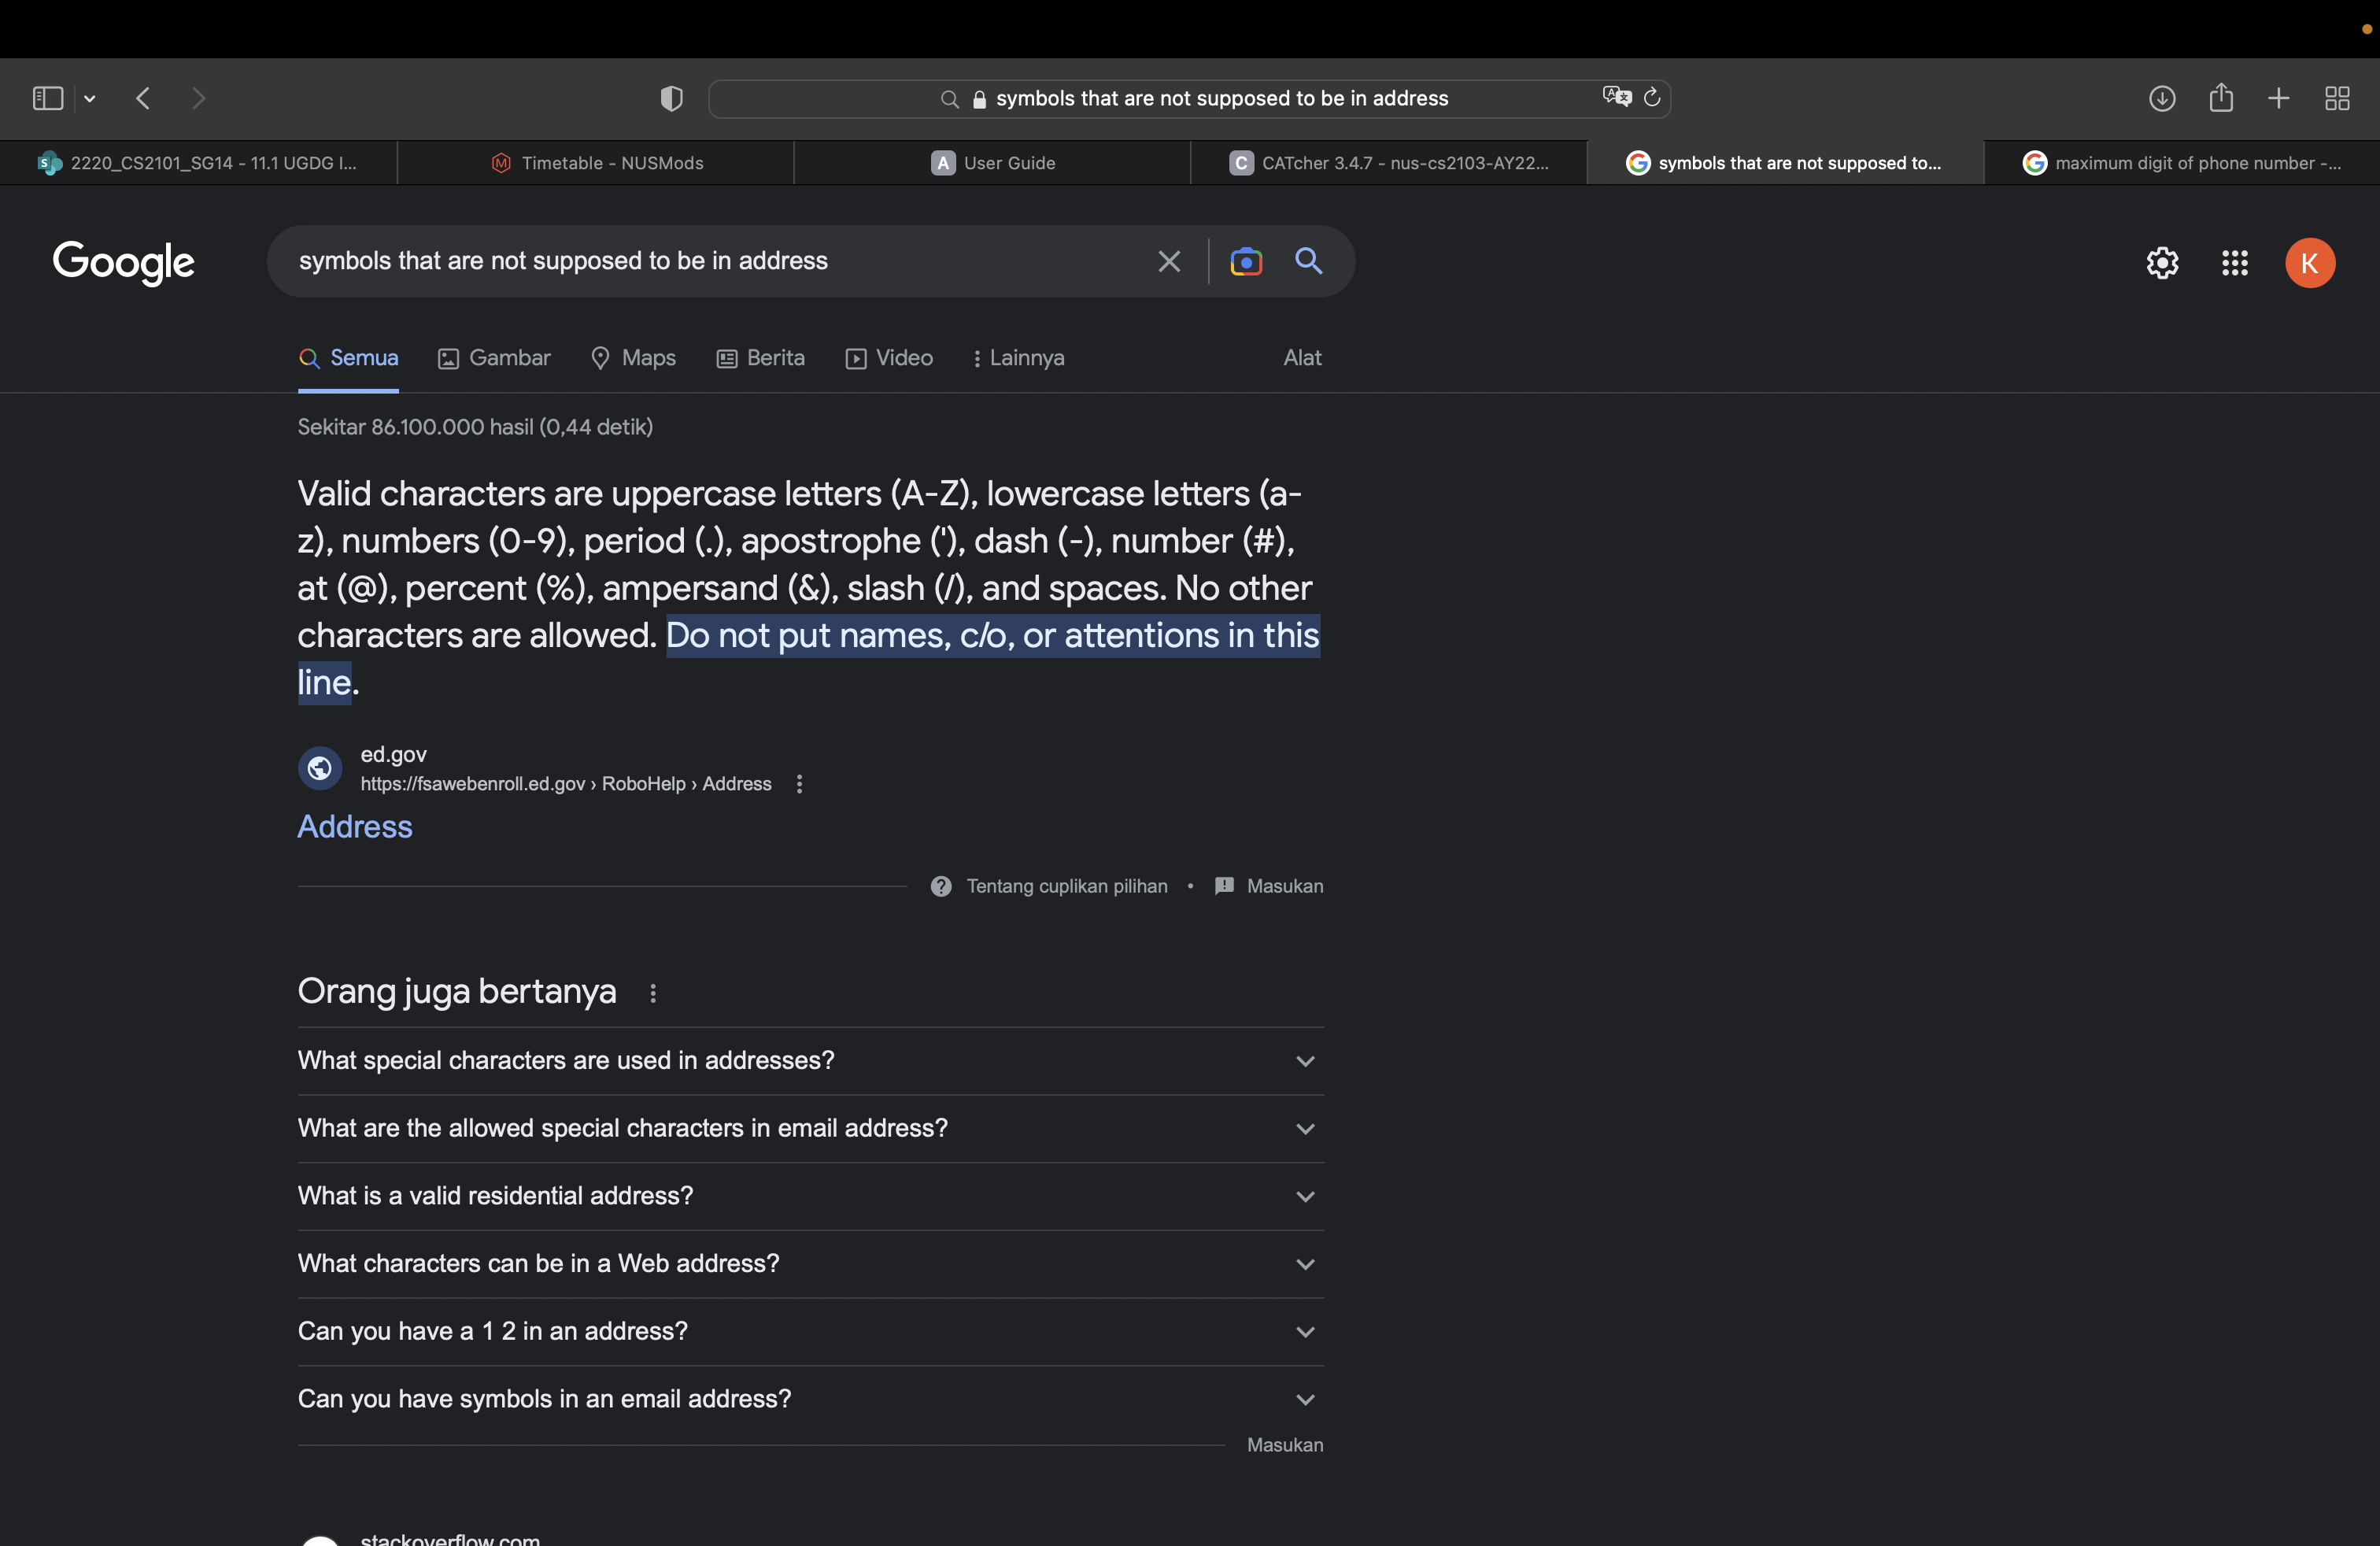 symbols that are not supposed to be in address
2220_CS2101_SG14 - 11.1 UGDG I...
Timetable - NUSMods
A User Guide
C CATcher 3.4.7 - nus-cs2103-AY22...
symbols that are not supposed to...
maximum digit of phone number -...
Google
symbols that are not supposed to be in address
K
Semua
Gambar
Maps
Berita
Video
Lainnya
Alat
Sekitar 86.100.000 hasil (0,44 detik)
Valid characters are uppercase letters (A-Z), lowercase letters (a-
z), numbers (0-9), period (.), apostrophe ('), dash (-), number (#),
at (@), percent (%), ampersand (&), slash (/), and spaces. No other
characters are allowed. Do not put names, c/o, or attentions in this
line.
ed.gov
https://fsawebenroll.ed.gov › RoboHelp › Address
Address
Tentang cuplikan pilihan • Masukan
Orang juga bertanya
What special characters are used in addresses?
What are the allowed special characters in email address?
What is a valid residential address?
What characters can be in a Web address?
Can you have a 1 2 in an address?
Can you have symbols in an email address?
Masukan
stackoverflow.com